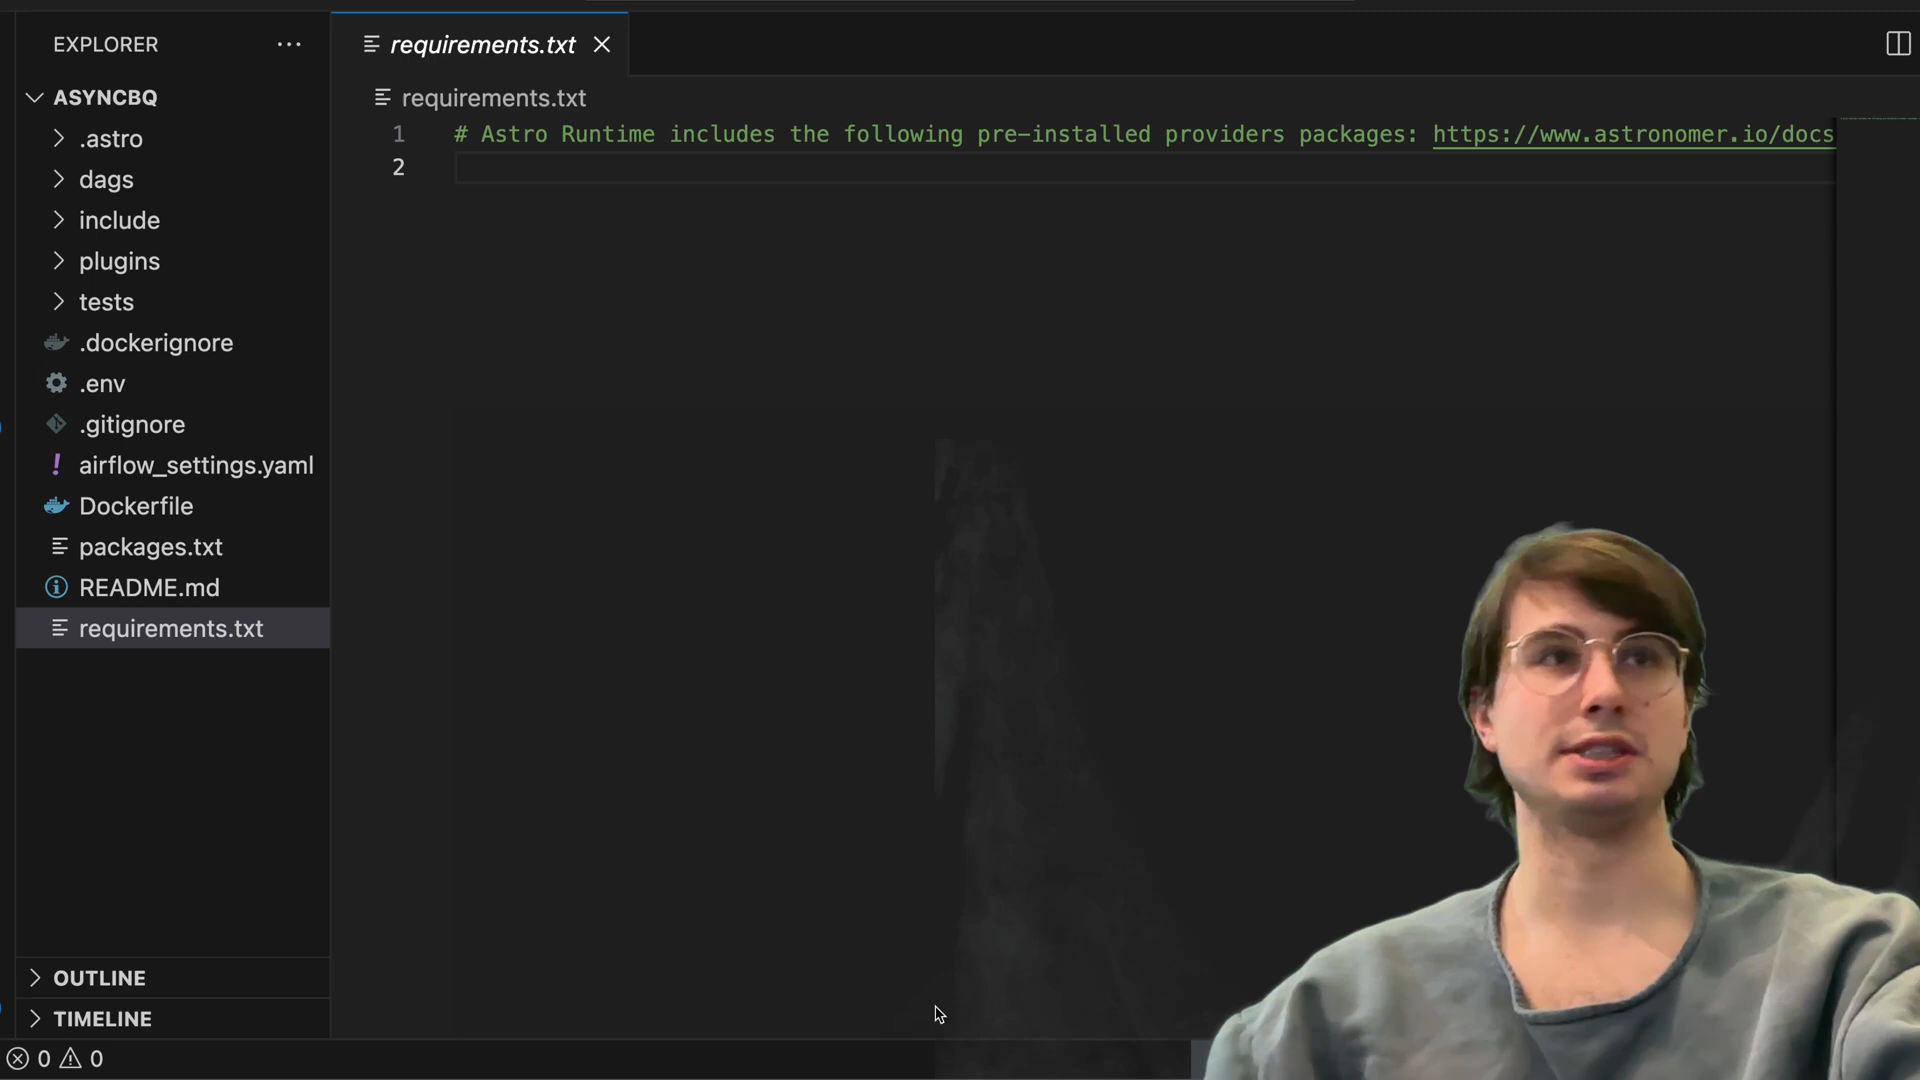 EXPLORER
ASYNCBQ
.astro
dags
include
plugins
tests
.dockerignore
.env
.gitignore
airflow_settings.yaml
Dockerfile
packages.txt
README.md
requirements.txt
OUTLINE
TIMELINE
0 0
requirements.txt
requirements.txt
1 # Astro Runtime includes the following pre-installed providers packages: https://www.astronomer.io/docs
2